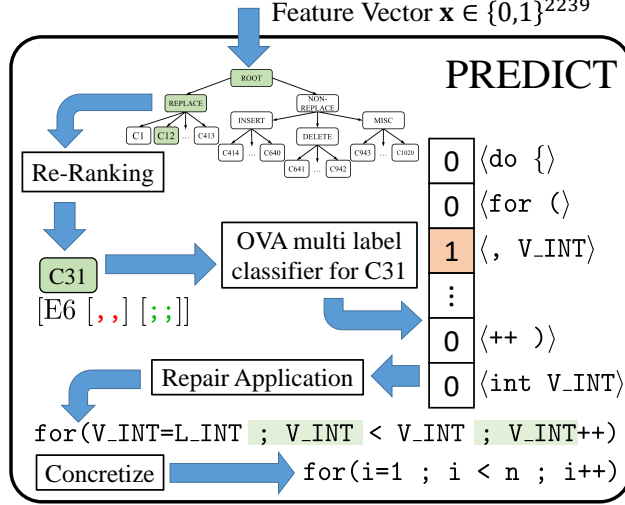 Feature Vector x ∈ {0,1}^2239
PREDICT
ROOT
REPLACE
NON-REPLACE
C1
C12
...
C413
INSERT
MISC
DELETE
C414
...
C640
C641
...
C942
C943
...
C1020
Re-Ranking
C31
[E6 [, ,] [; ;]]
OVA multi label
classifier for C31
0 ⟨do {⟩
0 ⟨for (⟩
1 ⟨, V_INT⟩
⋮
0 ⟨++ )⟩
0 ⟨int V_INT⟩
Repair Application
for(V_INT=L_INT ; V_INT < V_INT ; V_INT++)
Concretize
for(i=1 ; i < n ; i++)